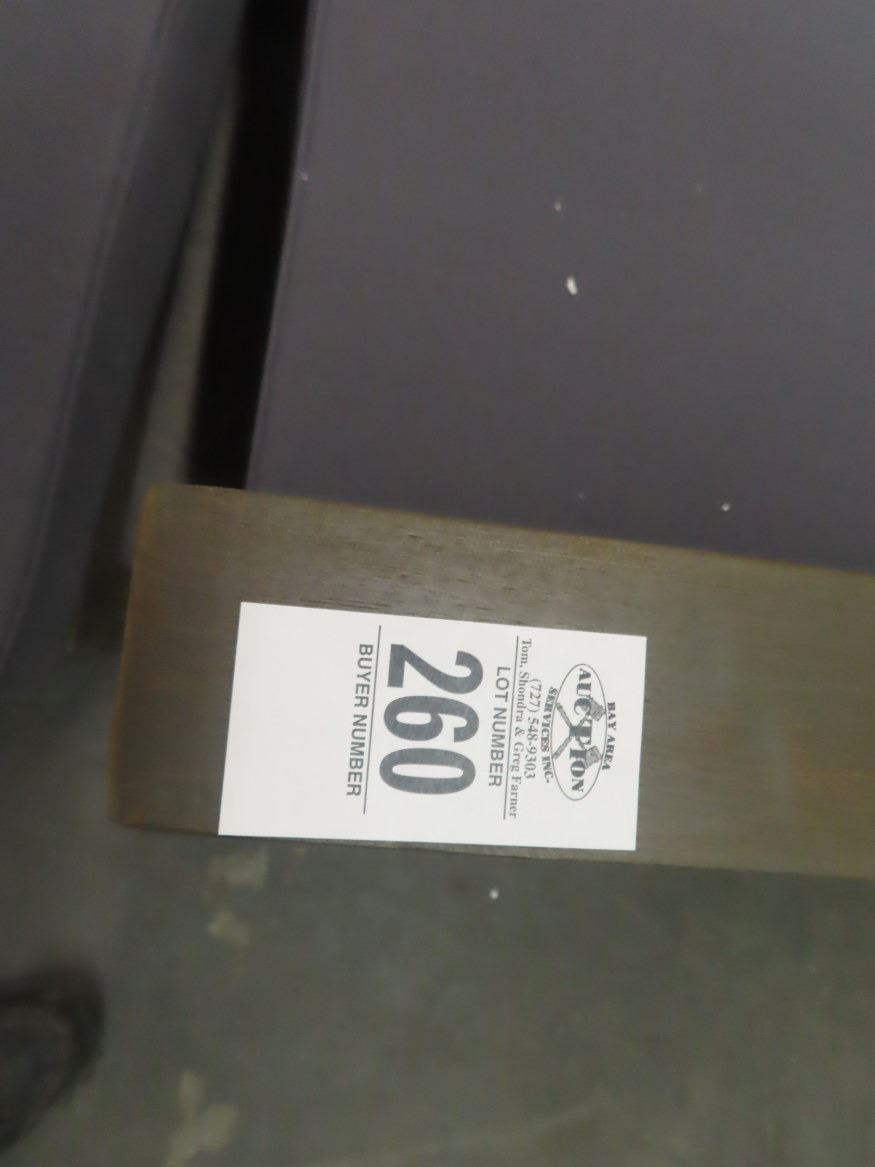 BAY AREA
AUCTION
SERVICES INC.
(727) 548-9303
Tom, Shondra & Greg Farner
LOT NUMBER
260
BUYER NUMBER